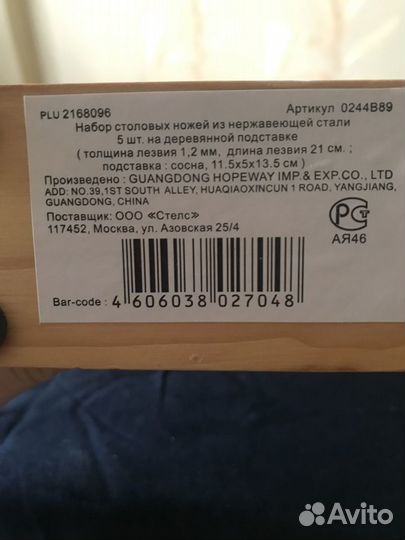 PLU 2168096 Артикул 0244B89
Набор столовых ножей из нержавеющей стали
5 шт. на деревянной подставке
( толщина лезвия 1,2 мм, длина лезвия 21 см. ;
подставка : сосна, 11.5x5x13.5 см )
Произведено : GUANGDONG HOPEWAY IMP.& EXP.CO., LTD
ADD: NO.39,1ST SOUTH ALLEY, HUAQIAOXINCUN 1 ROAD, YANGJIANG,
GUANGDONG, CHINA
Поставщик: ООО «Стелс»
117452, Москва, ул. Азовская 25/4
РСТ
АЯ46
Bar-code : 4 606038 027048
Avito